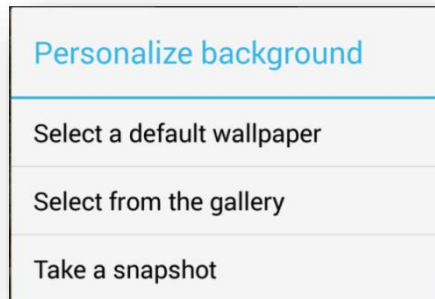 Personalize background
Select a default wallpaper
Select from the gallery
Take a snapshot